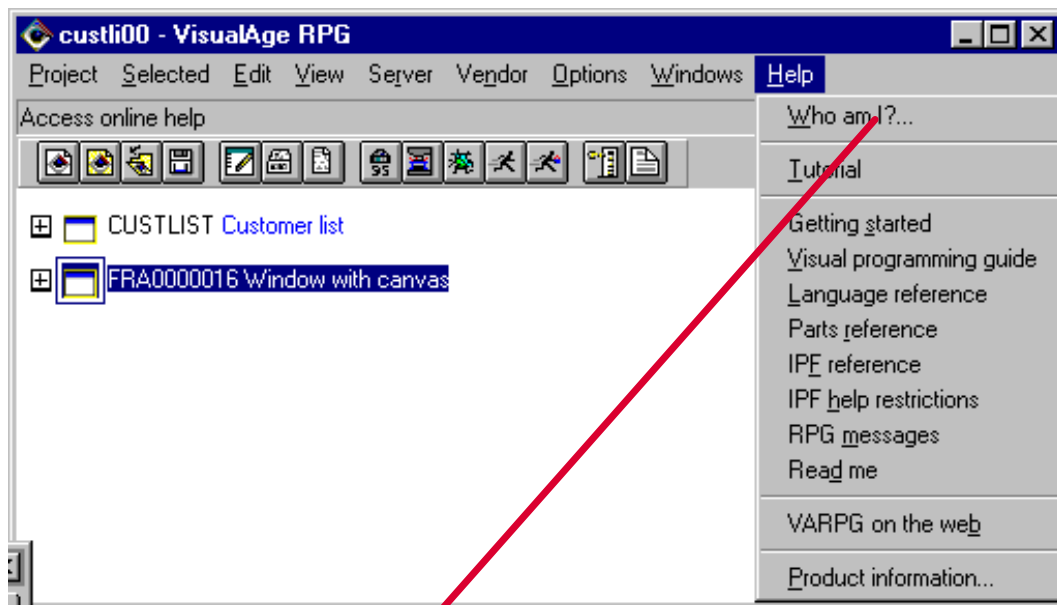 custli00 - VisualAge RPG
Project Selected Edit View Server Vendor Options Windows Help
Access online help
95
CUSTLIST Customer list
FRA0000016 Window with canvas
Who am I?...
Tutorial
Getting started
Visual programming guide
Language reference
Parts reference
IPF reference
IPF help restrictions
RPG messages
Read me
VARPG on the web
Product information...